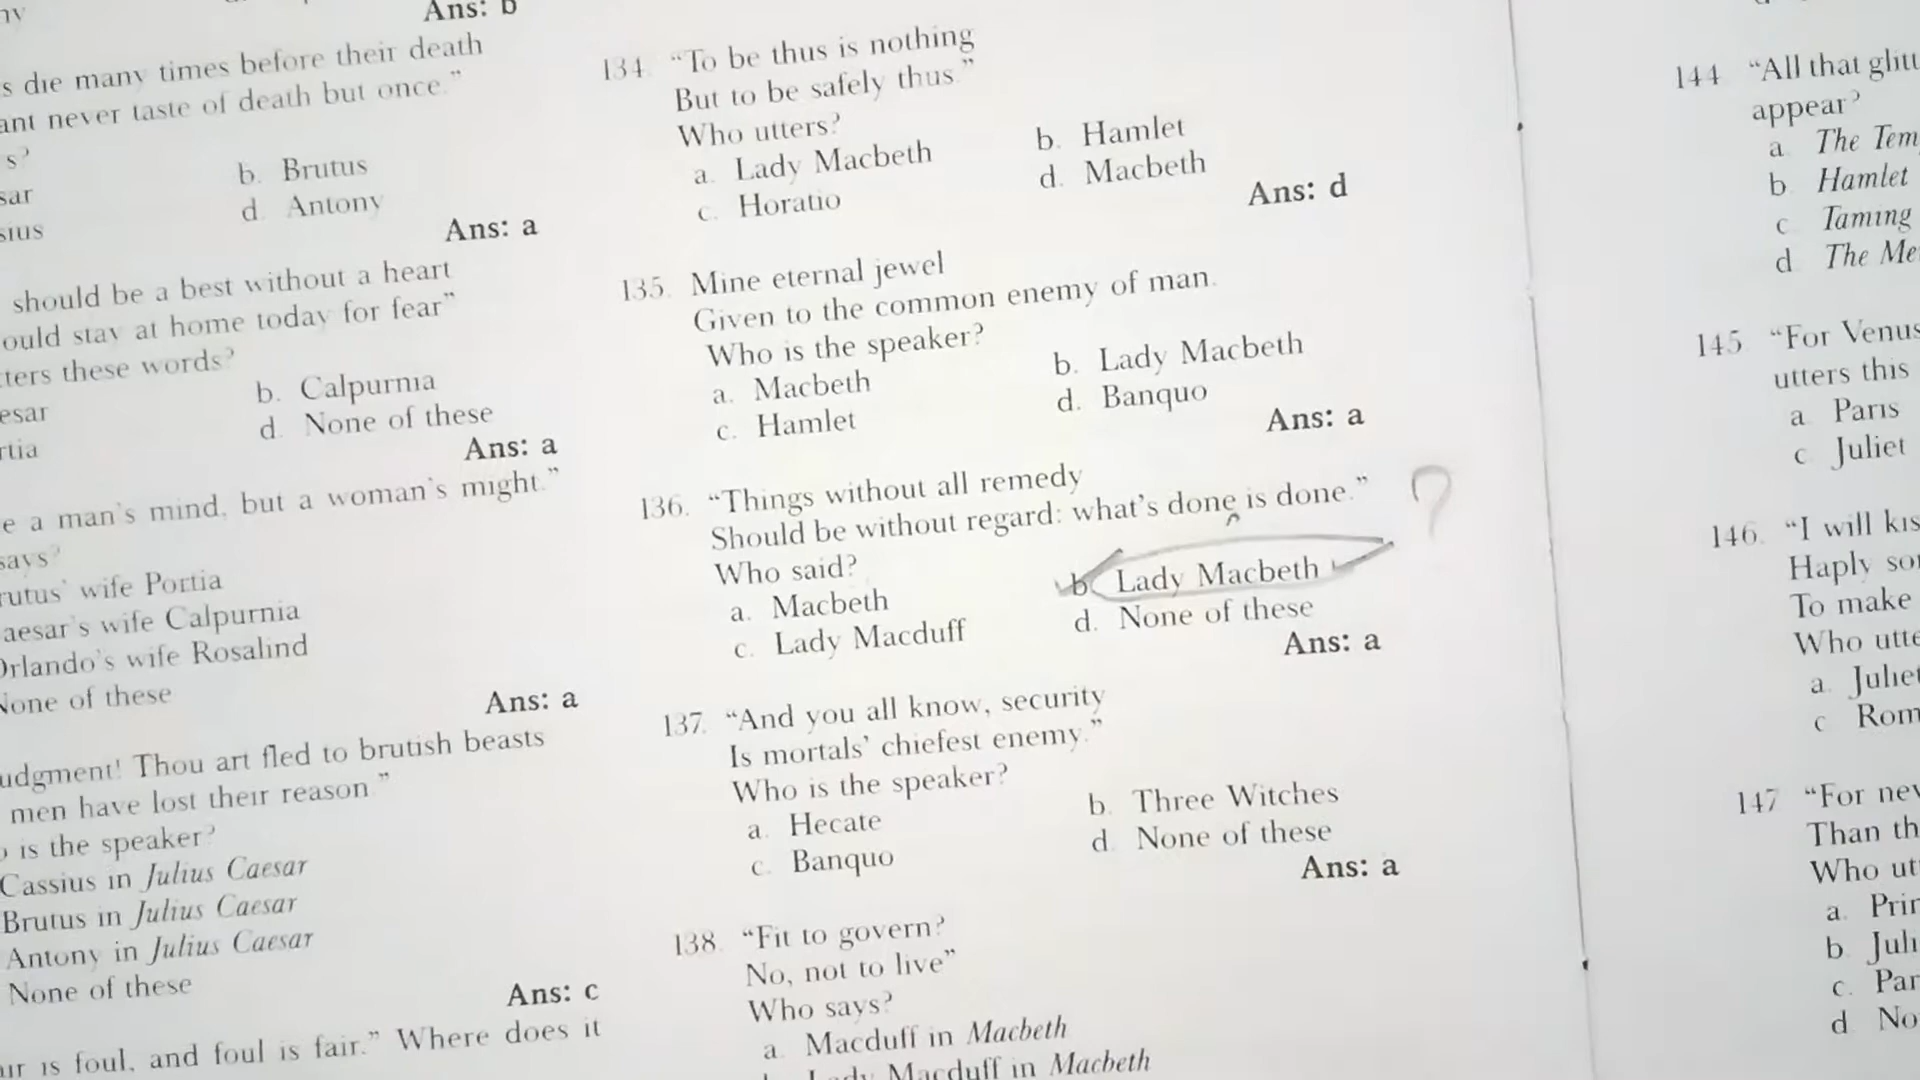 Ans: b
s die many times before their death
ant never taste of death but once."
s?
sar
b. Brutus
sius
d. Antony
Ans: a
should be a best without a heart
ould stay at home today for fear"
ters these words?
esar
b. Calpurnia
rtia
d. None of these
Ans: a
e a man's mind, but a woman's might."
says?
rutus' wife Portia
aesar's wife Calpurnia
Orlando's wife Rosalind
None of these
Ans: a
udgment! Thou art fled to brutish beasts
men have lost their reason."
is the speaker?
Cassius in Julius Caesar
Brutus in Julius Caesar
Antony in Julius Caesar
None of these
Ans: c
ir is foul, and foul is fair." Where does it
134. "To be thus is nothing
But to be safely thus."
Who utters?
a. Lady Macbeth
b. Hamlet
c. Horatio
d. Macbeth
Ans: d
135. Mine eternal jewel
Given to the common enemy of man.
Who is the speaker?
a. Macbeth
b. Lady Macbeth
c. Hamlet
d. Banquo
Ans: a
136. "Things without all remedy
Should be without regard: what's done is done." ?
Who said?
a. Macbeth
b. Lady Macbeth
c. Lady Macduff
d. None of these
Ans: a
137. "And you all know, security
Is mortals' chiefest enemy."
Who is the speaker?
a. Hecate
b. Three Witches
c. Banquo
d. None of these
Ans: a
138. "Fit to govern?
No, not to live"
Who says?
a. Macduff in Macbeth
Lady Macduff in Macbeth
144 "All that glitt
appear?
a The Tem
b Hamlet
c Taming
d The Me
145 "For Venus
utters this
a Paris
c Juliet
146. "I will kis
Haply so
To make
Who utte
a. Juliet
c Rom
147 "For nev
Than th
Who ut
a. Prin
b. Juli
c. Par
d No